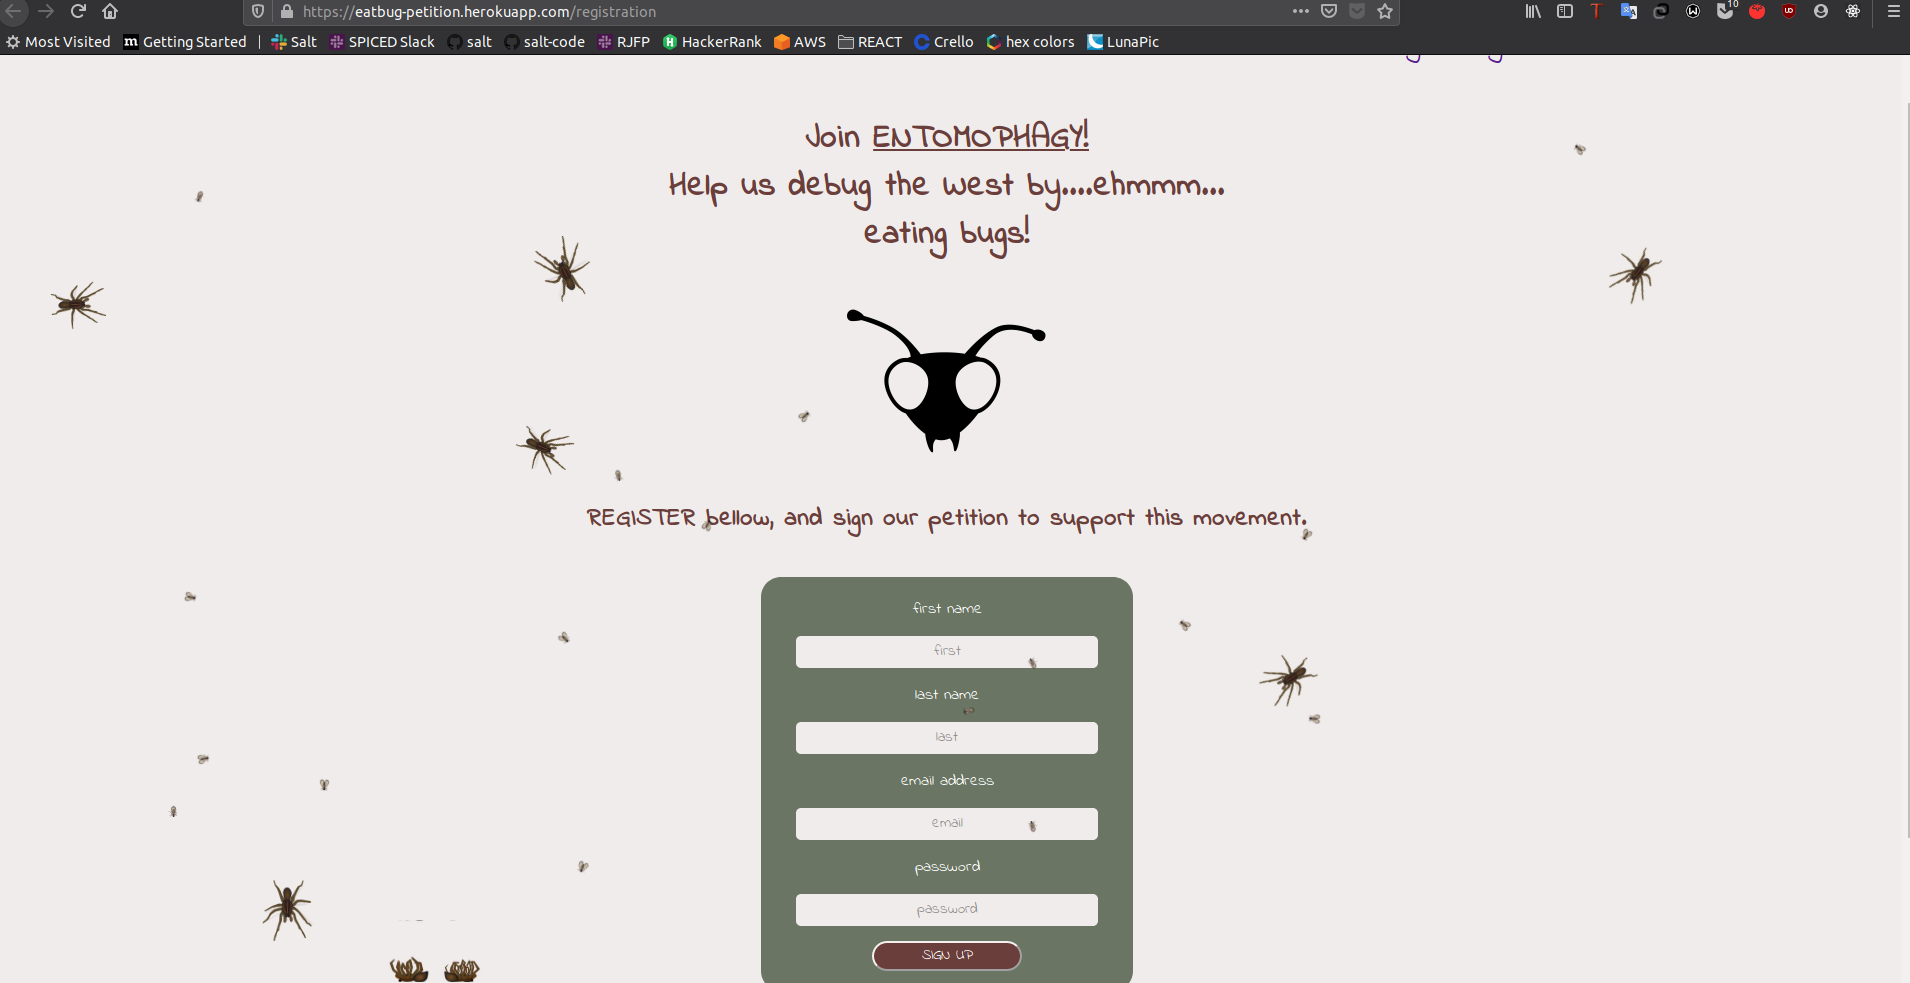 https://eatbug-petition.herokuapp.com/registration
10
Most Visited
Getting Started
Salt
SPICED Slack
salt
salt-code
RJFP
HackerRank
AWS
REACT
Crello
hex colors
LunaPic
Join ENTOMOPHAGY!
Help us debug the west by....ehmmm...
eating bugs!
REGISTER bellow, and sign our petition to support this movement.
first name
first
last name
last
email address
email
password
password
SIGN UP